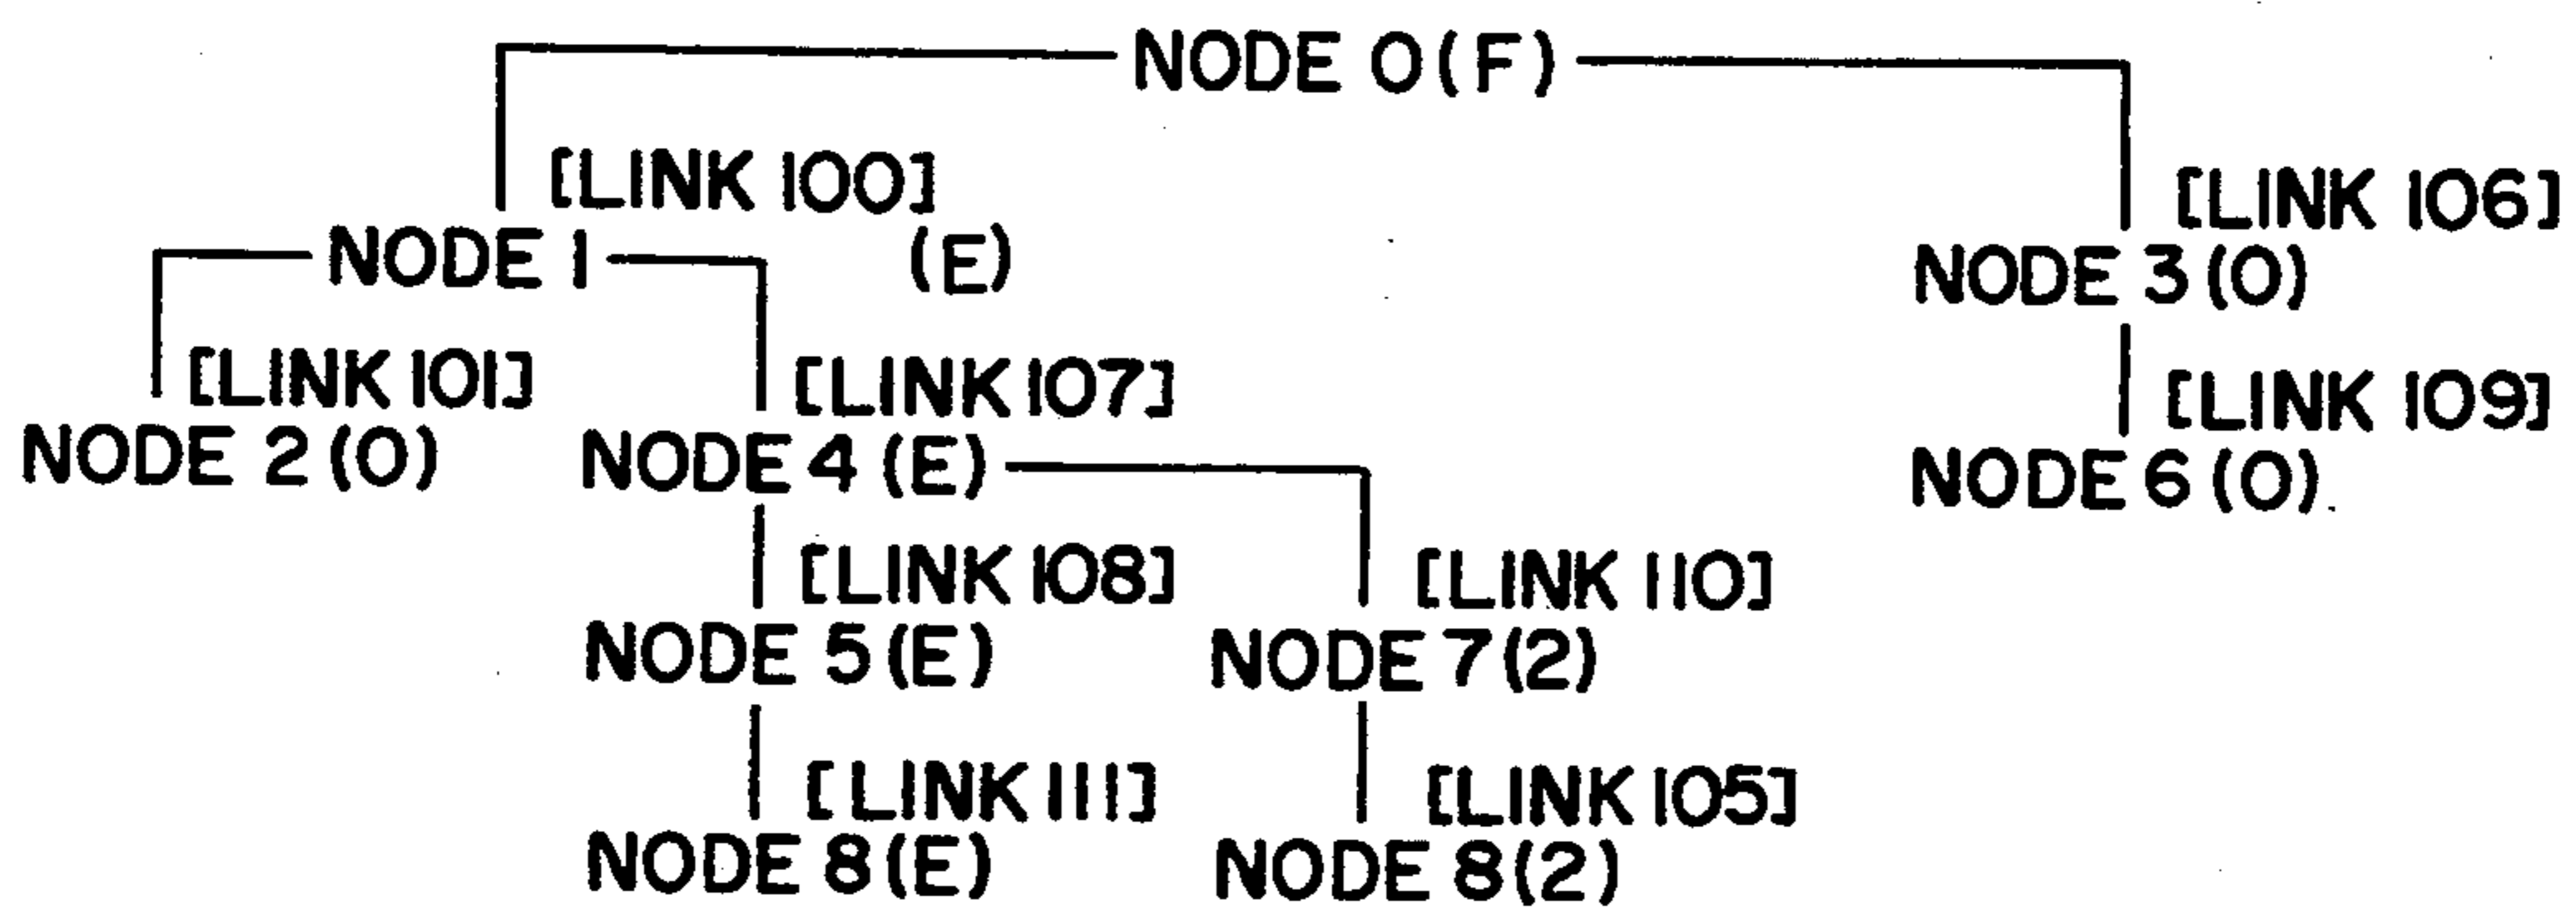 NODE 0 (F)
[LINK 100]
[LINK 106]
NODE 1
(E)
NODE 3 (0)
[LINK 101]
[LINK 107]
[LINK 109]
NODE 2 (0)
NODE 4 (E)
NODE 6 (0)
[LINK 108]
[LINK 110]
NODE 5 (E)
NODE 7 (2)
[LINK 111]
[LINK 105]
NODE 8 (E)
NODE 8 (2)